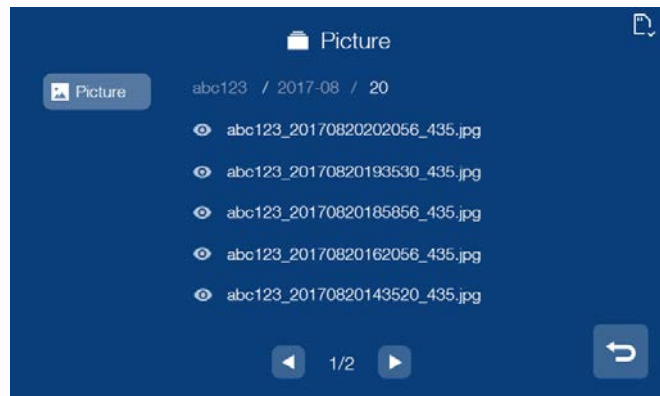 Picture
Picture
abc123 / 2017-08 / 20
abc123_20170820202056_435.jpg
abc123_20170820193530_435.jpg
abc123_20170820185856_435.jpg
abc123_20170820162056_435.jpg
abc123_20170820143520_435.jpg
1/2